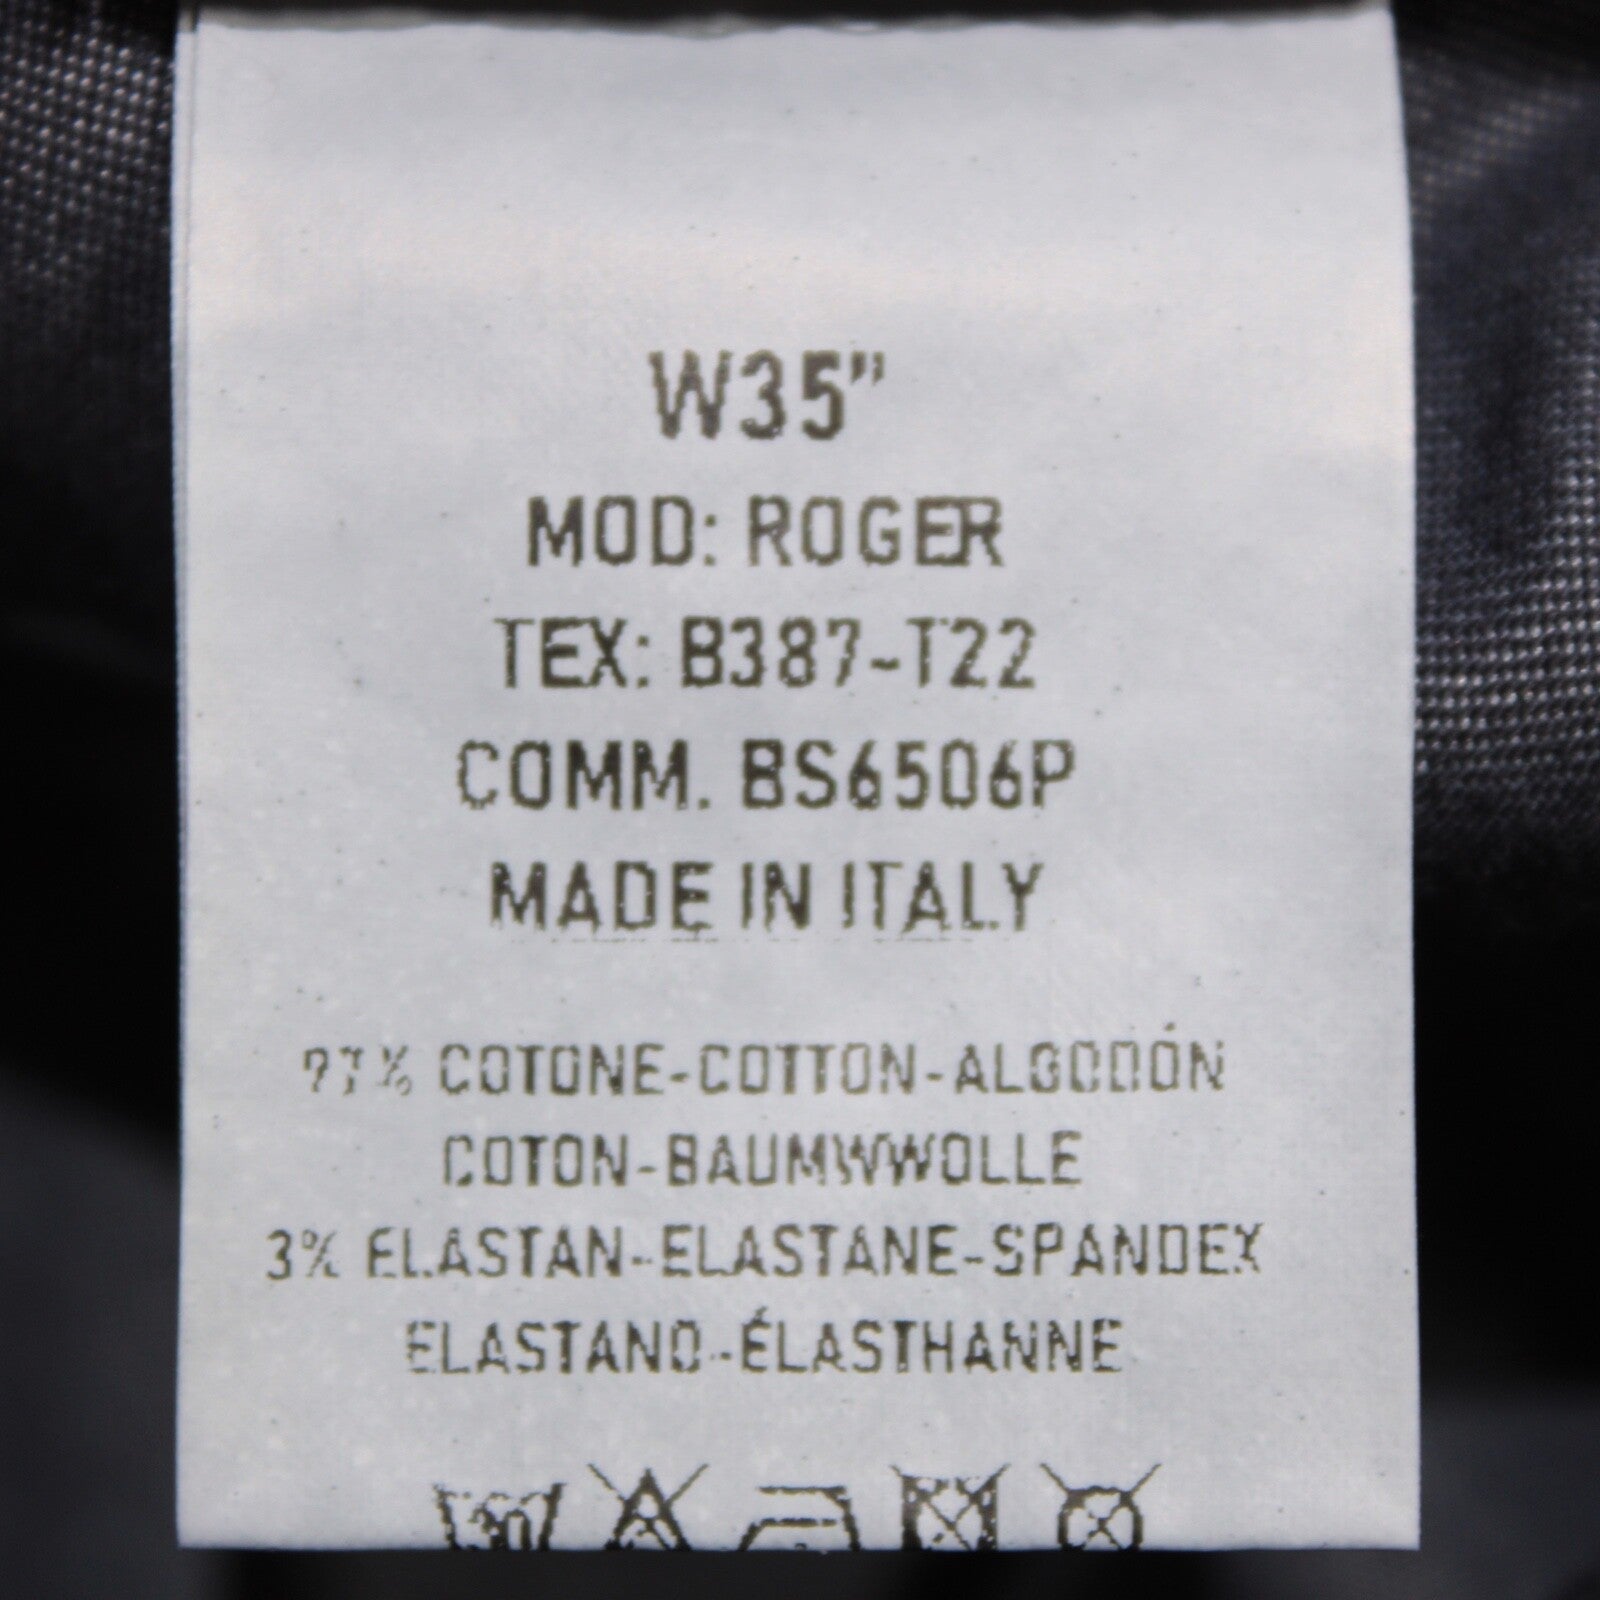 W35"
MOD: ROGER
TEX: B387-T22
COMM. BS6506P
MADE IN ITALY
97% COTONE-COTTON-ALGODÓN
COTON-BAUMWWOLLE
3% ELASTAN-ELASTANE-SPANDEX
ELASTANO-ÉLASTHANNE
30